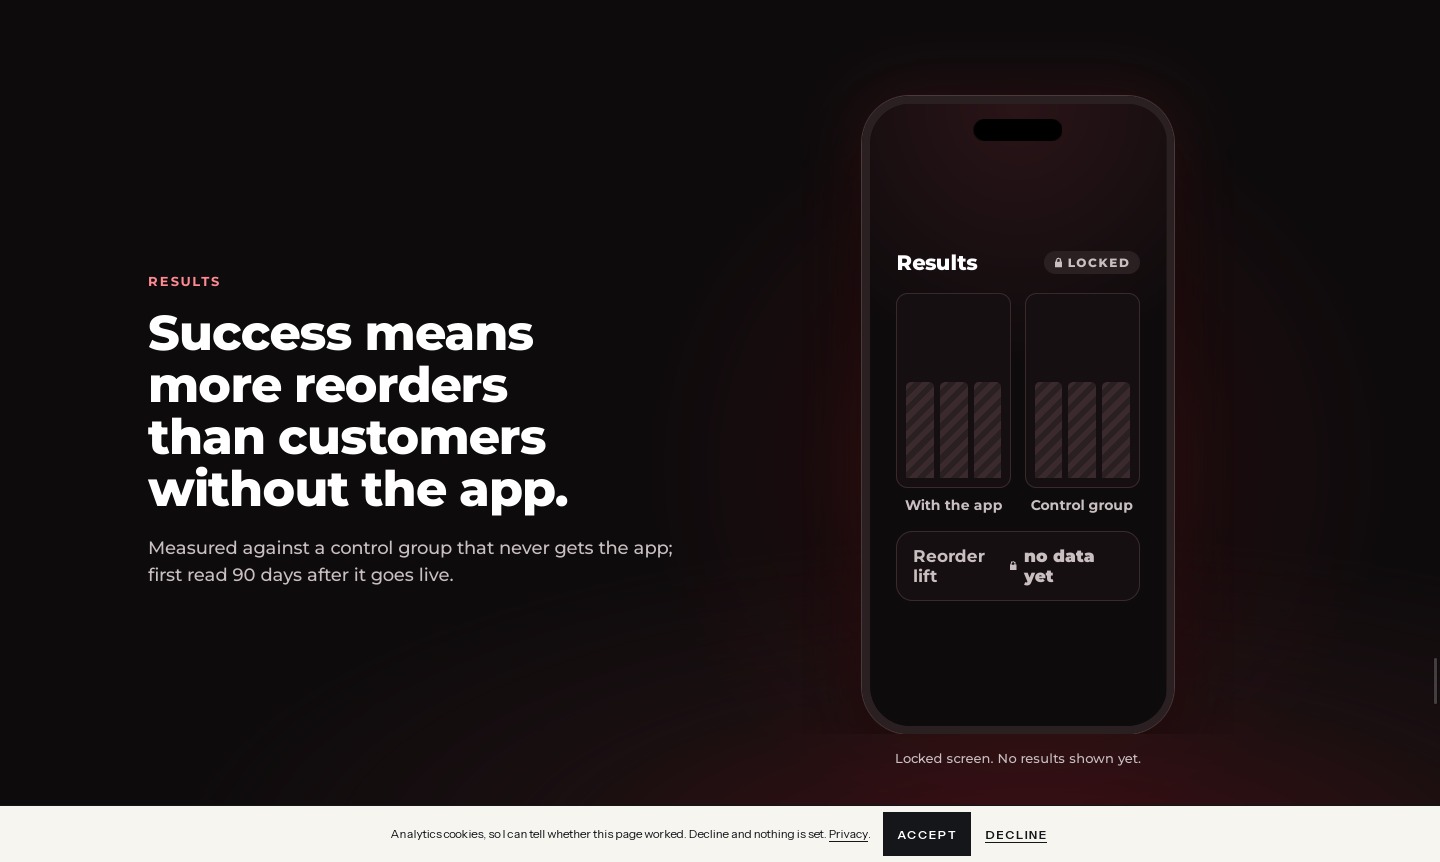 RESULTS
Success means
more reorders
than customers
without the app.
Measured against a control group that never gets the app;
first read 90 days after it goes live.
Results
LOCKED
With the app
Control group
Reorder
lift
no data
yet
Locked screen. No results shown yet.
Analytics cookies, so I can tell whether this page worked. Decline and nothing is set. Privacy.
ACCEPT
DECLINE